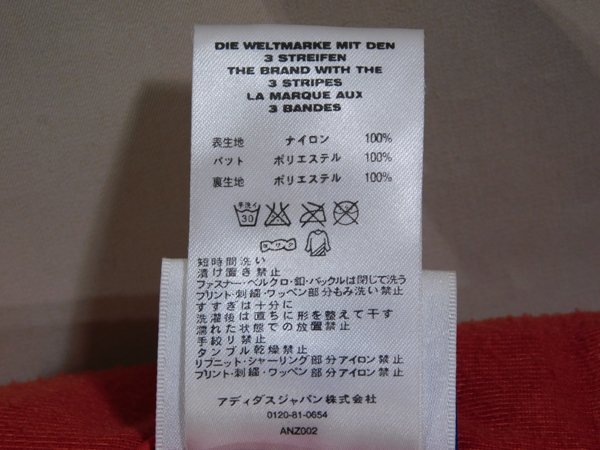 DIE WELTMARKE MIT DEN
3 STREIFEN
THE BRAND WITH THE
3 STRIPES
LA MARQUE AUX
3 BANDES
表生地 ナイロン 100%
パット ポリエステル 100%
裏生地 ポリエステル 100%
手洗イ
30
短時間洗い
漬け置き禁止
ファスナー・ベルクロ・釦・バックルは閉じて洗う
プリント・刺繍・ワッペン部分もみ洗い禁止
すすぎは十分に
洗濯後は直ちに形を整えて干す
濡れた状態での放置禁止
手絞リ禁止
タンブル乾燥禁止
リブニット・シャーリング部分アイロン禁止
プリント・刺繍・ワッペン部分アイロン禁止
アディダスジャパン株式会社
0120-81-0654
ANZ002